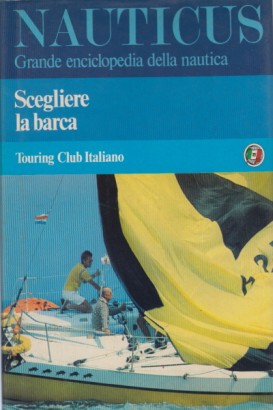 NAUTICUS
Grande enciclopedia della nautica
Scegliere
la barca
Touring Club Italiano